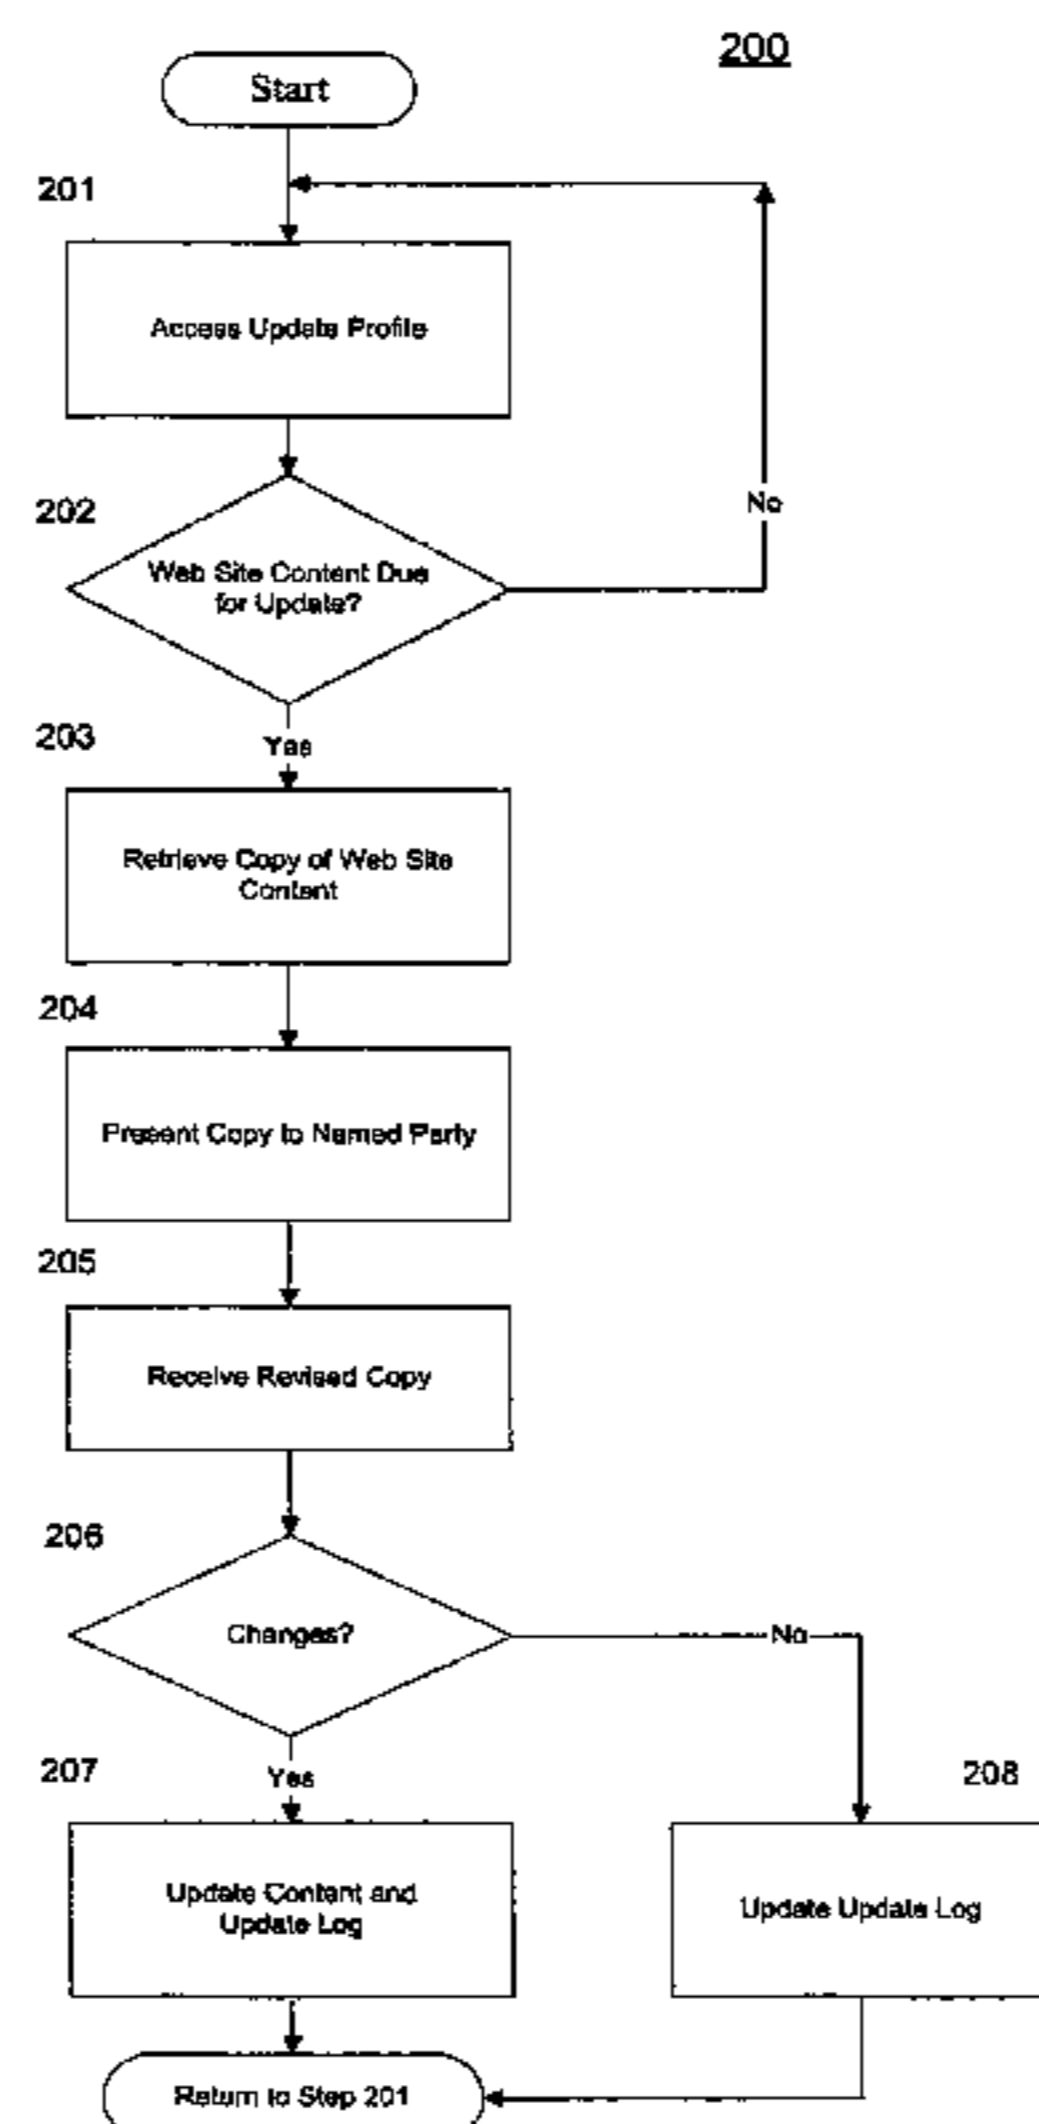 200
Start
201
Access Update Profile
202
Web Site Content Due
for Update?
No
203
Yes
Retrieve Copy of Web Site
Content
204
Present Copy to Named Party
205
Receive Revised Copy
206
Changes?
No
207
Yes
208
Update Content and
Update Log
Update Update Log
Return to Step 201